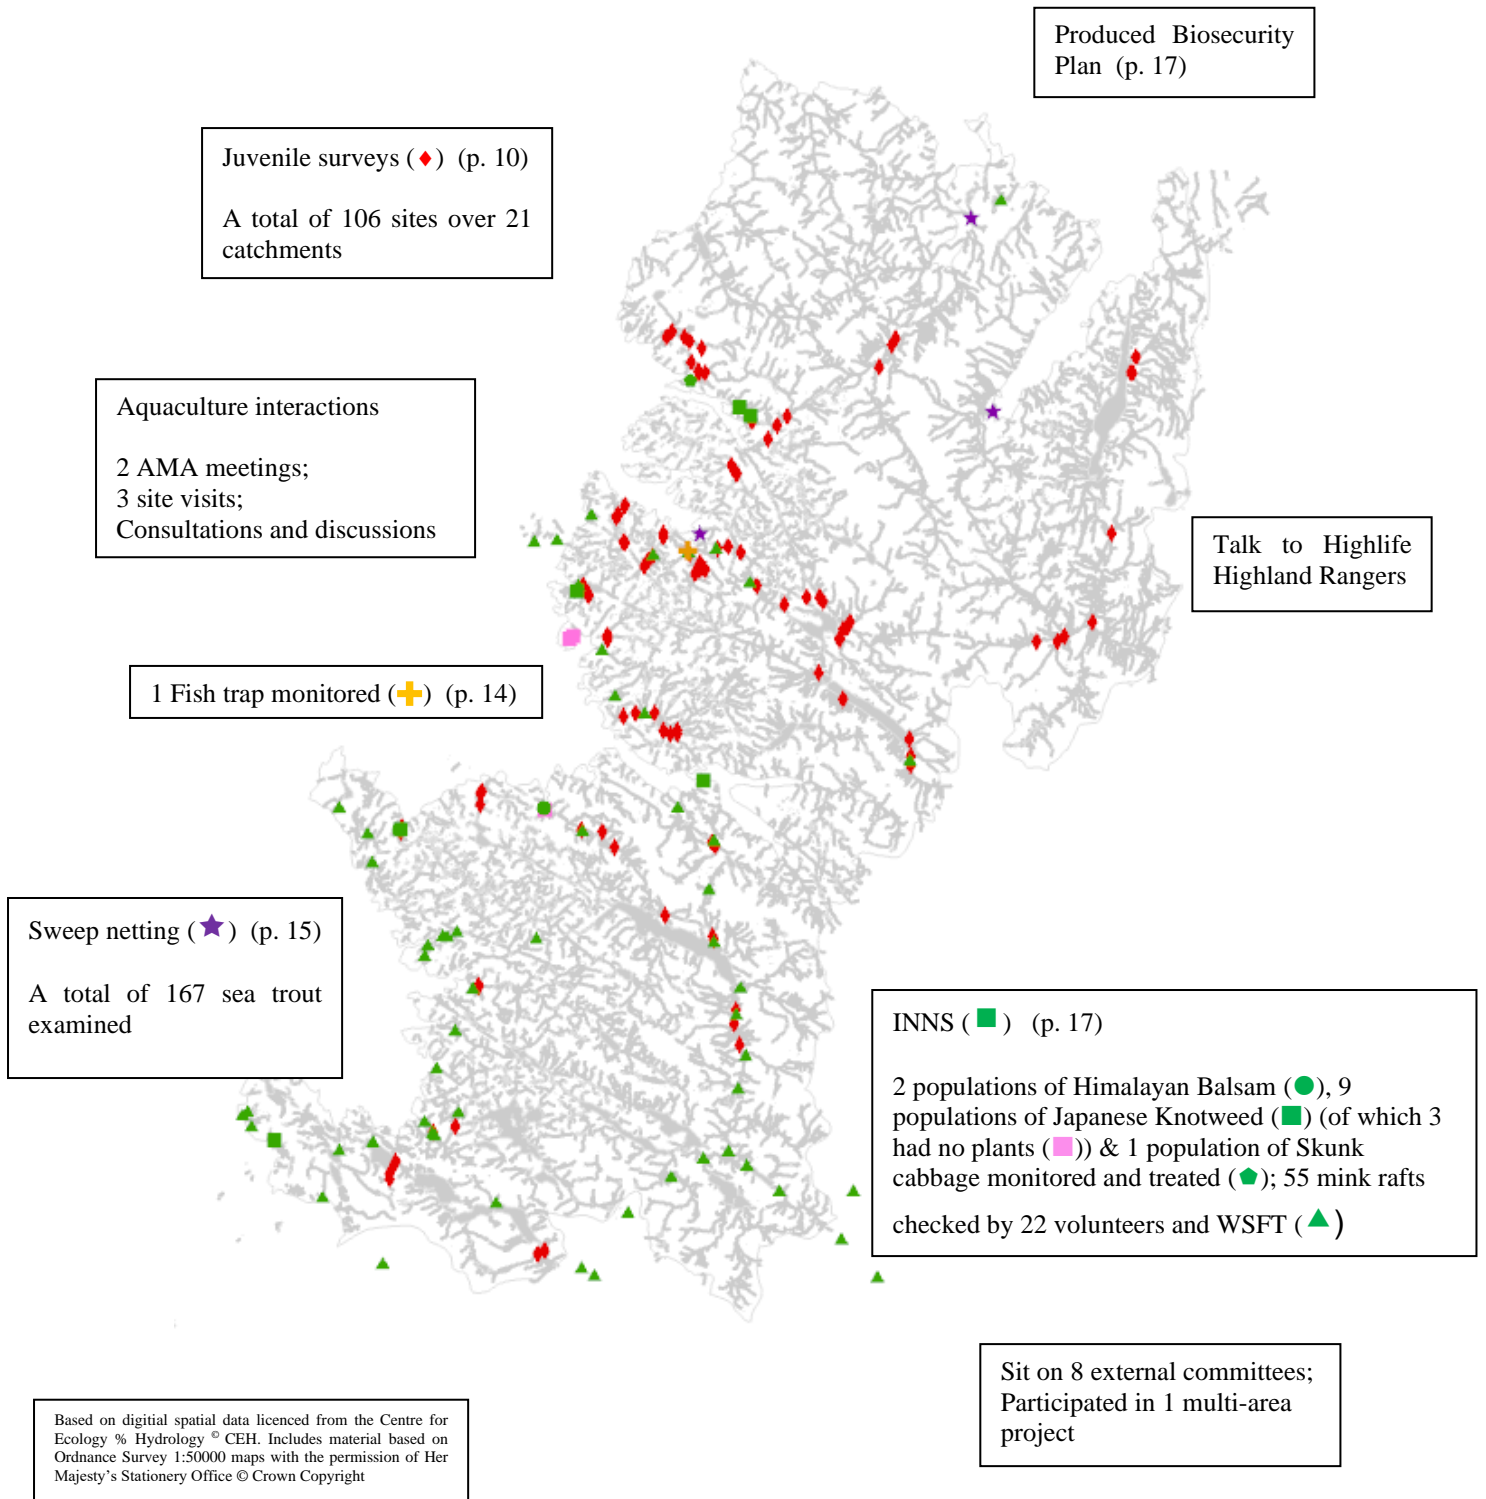 Produced Biosecurity
Plan (p. 17)
Juvenile surveys (♦) (p. 10)
A total of 106 sites over 21
catchments
Aquaculture interactions
2 AMA meetings;
3 site visits;
Consultations and discussions
Talk to Highlife
Highland Rangers
1 Fish trap monitored (✚) (p. 14)
Sweep netting (★) (p. 15)
A total of 167 sea trout
examined
INNS (■) (p. 17)
2 populations of Himalayan Balsam (●), 9
populations of Japanese Knotweed (■) (of which 3
had no plants (■)) & 1 population of Skunk
cabbage monitored and treated (⬟); 55 mink rafts
checked by 22 volunteers and WSFT (▲)
Sit on 8 external committees;
Participated in 1 multi-area
project
Based on digitial spatial data licenced from the Centre for
Ecology % Hydrology © CEH. Includes material based on
Ordnance Survey 1:50000 maps with the permission of Her
Majesty's Stationery Office © Crown Copyright